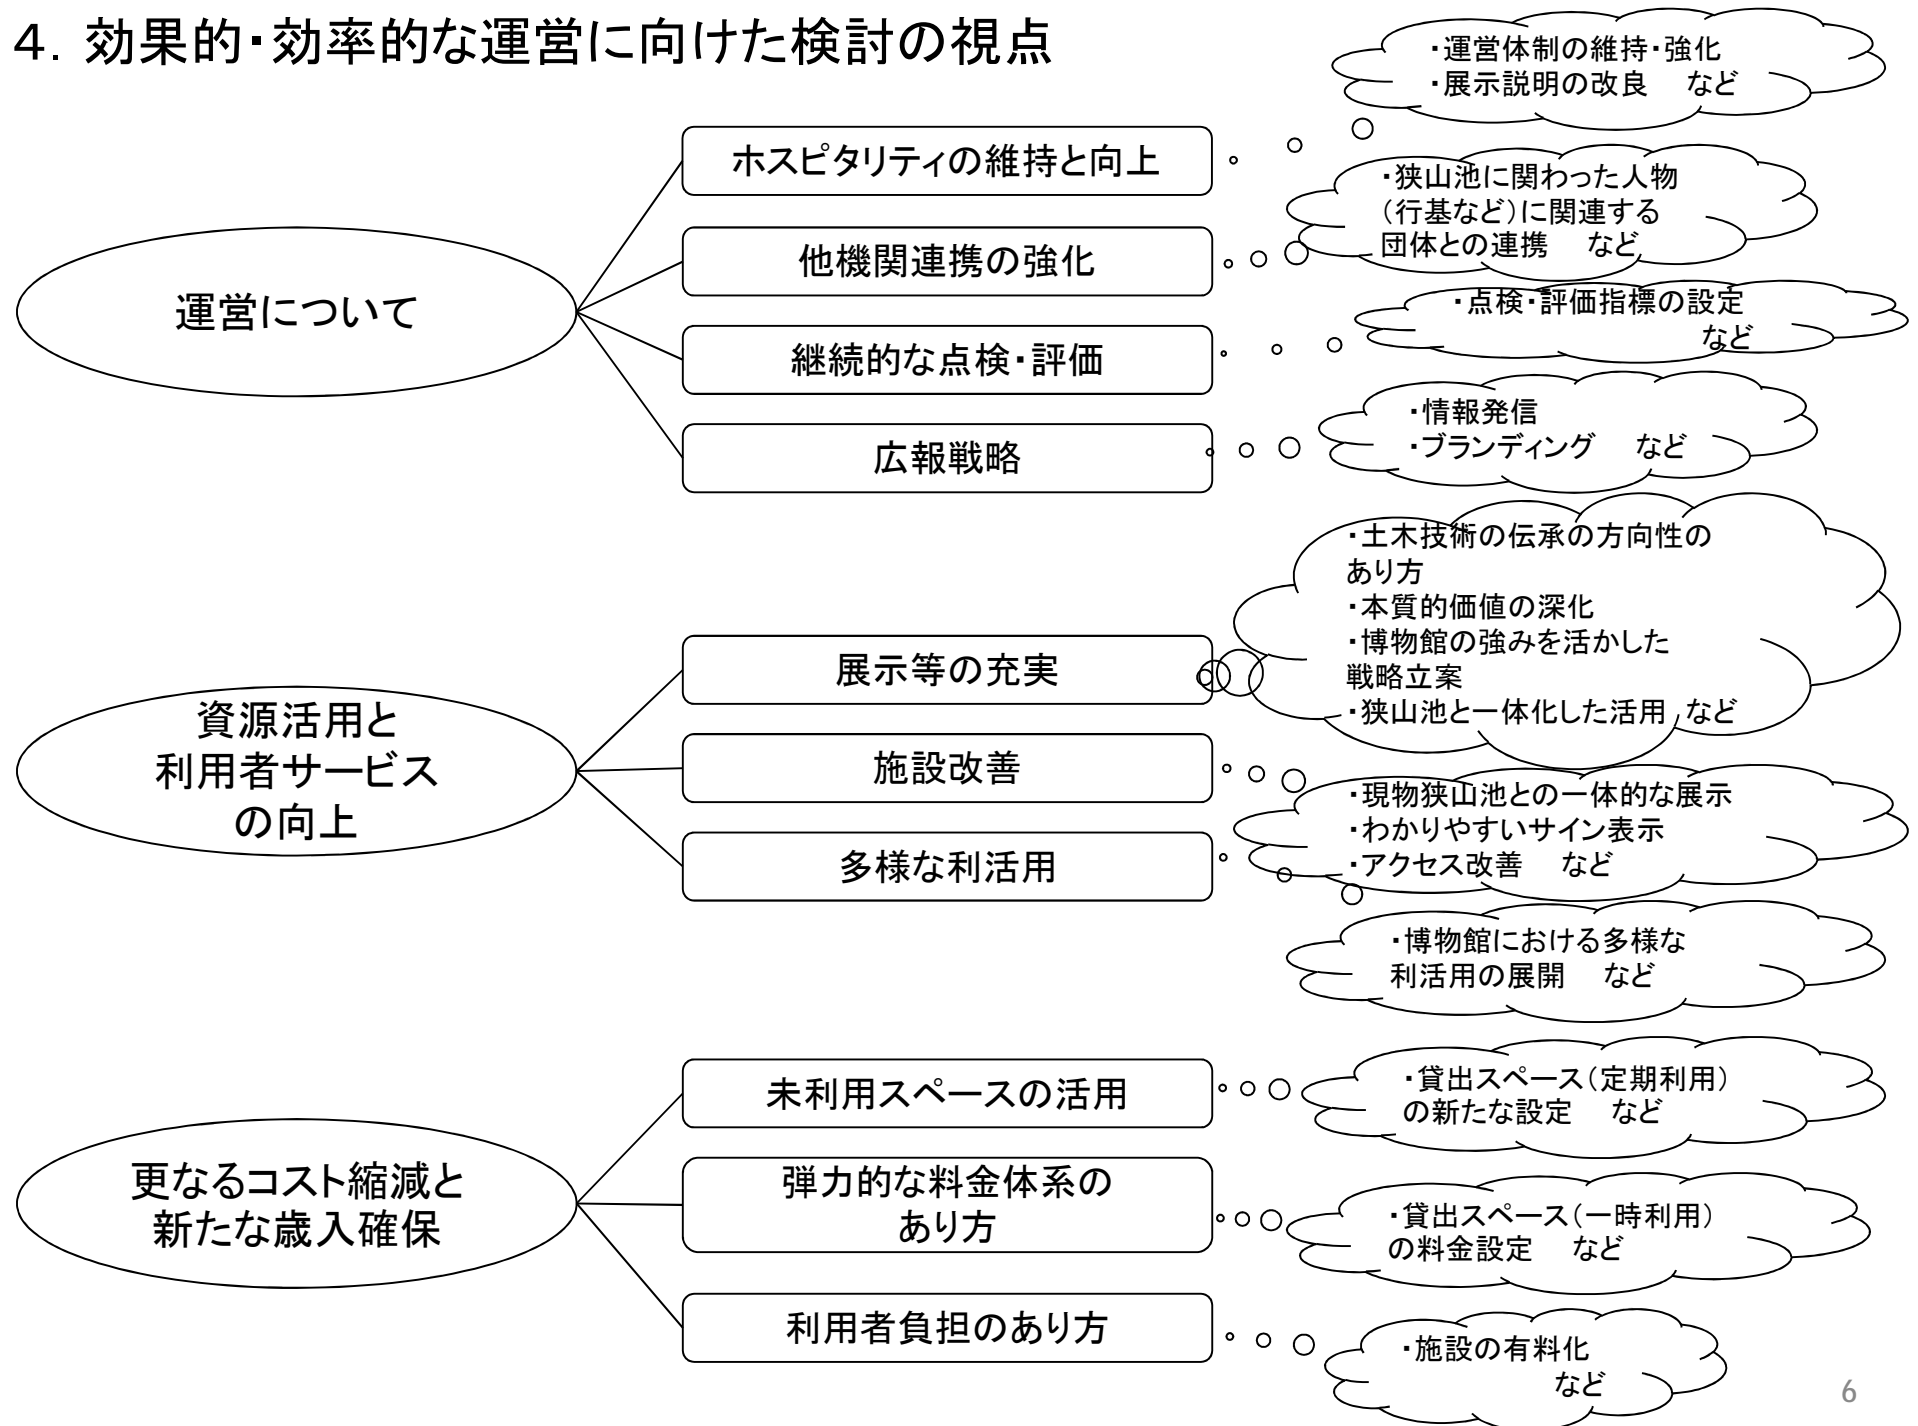 ４．効果的・効率的な運営に向けた検討の視点
運営について
ホスピタリティの維持と向上
・運営体制の維持・強化
・展示説明の改良　など
他機関連携の強化
・狭山池に関わった人物
（行基など）に関連する
団体との連携　など
継続的な点検・評価
・点検・評価指標の設定
など
広報戦略
・情報発信
・ブランディング　など
資源活用と
利用者サービス
の向上
展示等の充実
・土木技術の伝承の方向性の
あり方
・本質的価値の深化
・博物館の強みを活かした
戦略立案
・狭山池と一体化した活用　など
施設改善
・現物狭山池との一体的な展示
・わかりやすいサイン表示
・アクセス改善　など
多様な利活用
・博物館における多様な
利活用の展開　など
更なるコスト縮減と
新たな歳入確保
未利用スペースの活用
・貸出スペース（定期利用）
の新たな設定　など
弾力的な料金体系の
あり方
・貸出スペース（一時利用）
の料金設定　など
利用者負担のあり方
・施設の有料化
など
6